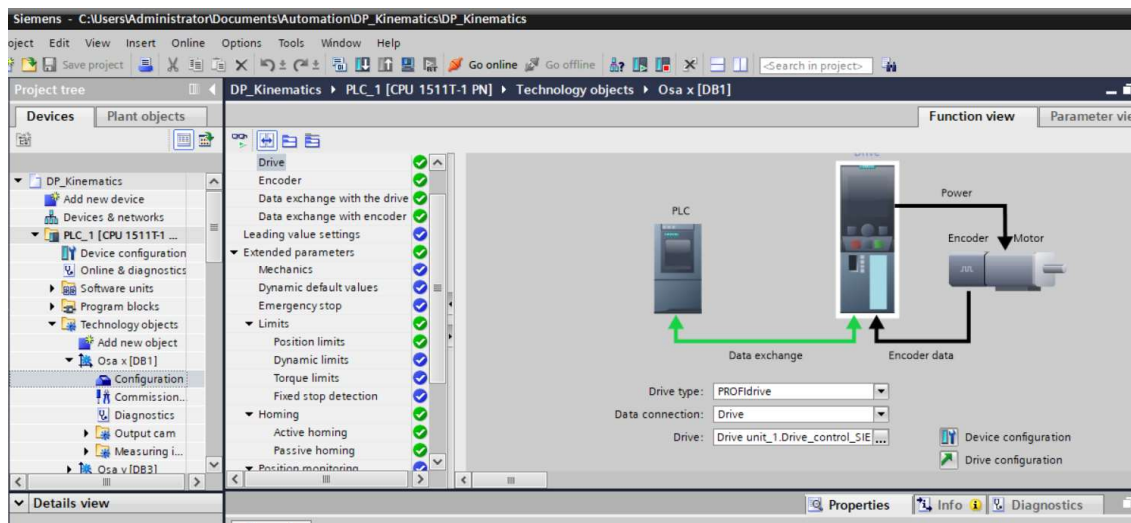 Siemens - C:\Users\Administrator\Documents\Automation\DP_Kinematics\DP_Kinematics
oject Edit View Insert Online Options Tools Window Help
Save project Go online Go offline <Search in project>
Project tree
DP_Kinematics PLC_1 [CPU 1511T-1 PN] Technology objects Osa x [DB1]
Devices Plant objects
Function view Parameter vie
DP_Kinematics
Add new device
Devices & networks
PLC_1 [CPU 1511T-1 ...
Device configuration
Online & diagnostics
Software units
Program blocks
Technology objects
Add new object
Osa x [DB1]
Configuration
Commission...
Diagnostics
Output cam
Measuring i...
Osa y [DB3]
Details view
Drive
Encoder
Data exchange with the drive
Data exchange with encoder
Leading value settings
Extended parameters
Mechanics
Dynamic default values
Emergency stop
Limits
Position limits
Dynamic limits
Torque limits
Fixed stop detection
Homing
Active homing
Passive homing
Position monitoring
PLC
Power
Encoder Motor
Data exchange Encoder data
Drive type: PROFIdrive
Data connection: Drive
Drive: Drive unit_1.Drive_control_SIE ...
Device configuration
Drive configuration
Properties Info Diagnostics